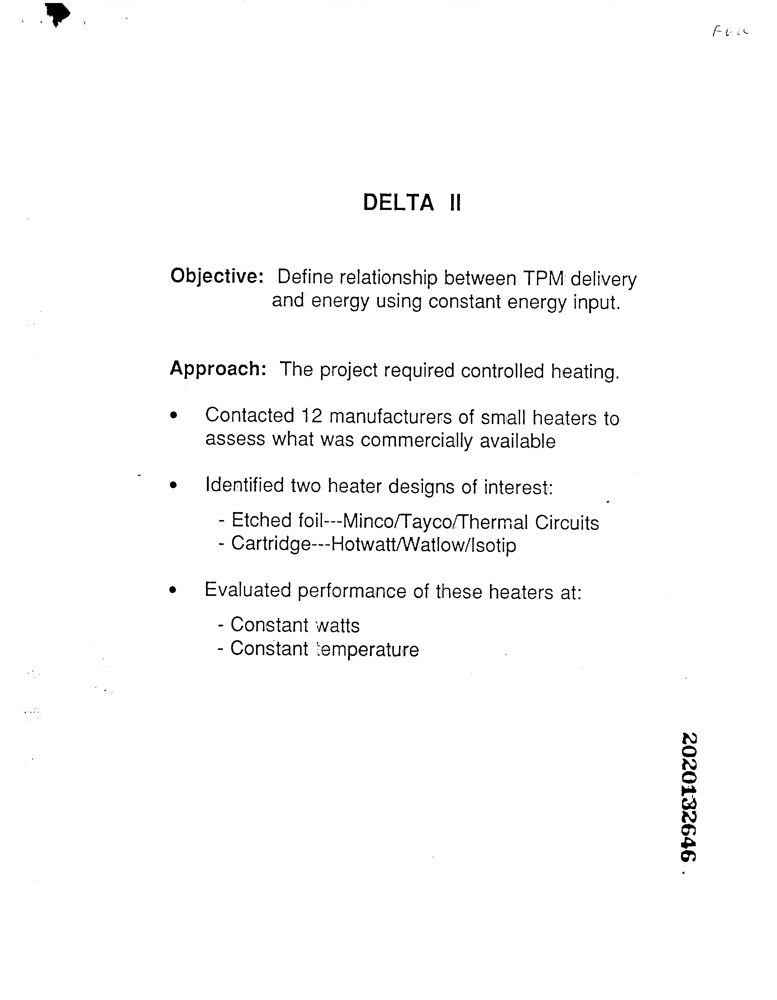 DELTA II
Objective: Define relationship between TPM delivery
and energy using constant energy input.
Approach: The project required controlled heating.
• Contacted 12 manufacturers of small heaters to
assess what was commercially available
• Identified two heater designs of interest:
- Etched foil---Minco/Tayco/Thermal Circuits
- Cartridge---Hotwatt/Watlow/Isotip
• Evaluated performance of these heaters at:
- Constant watts
- Constant temperature
2020132646